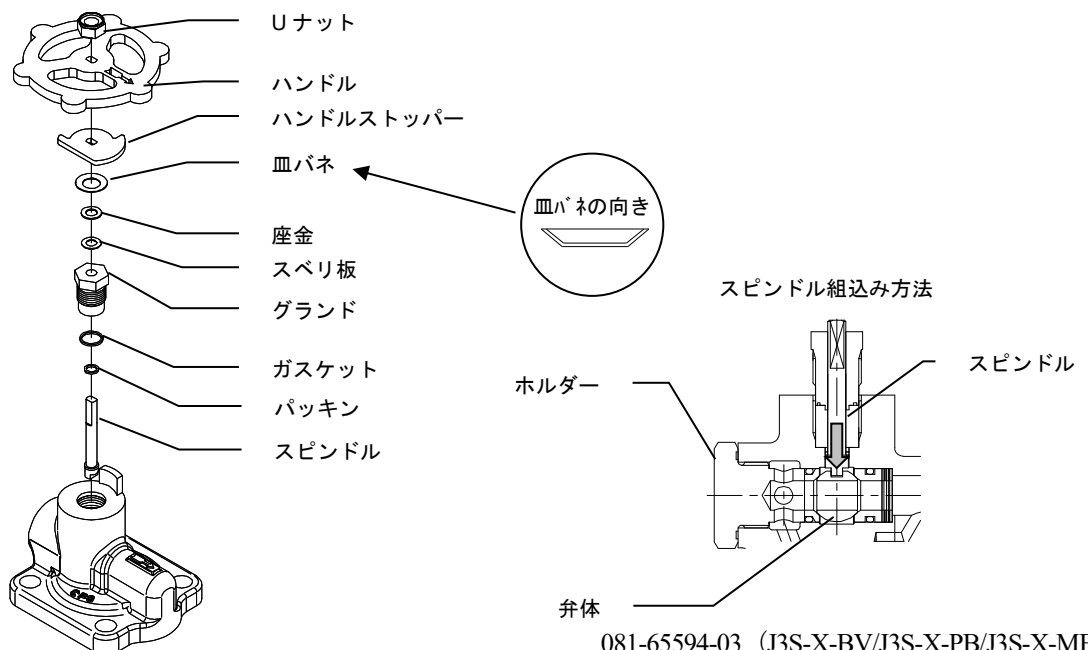 Uナット
ハンドル
ハンドルストッパー
皿バネ
皿バネの向き
座金
スベリ板
グランド
ガスケット
パッキン
スピンドル
スピンドル組込み方法
ホルダー
スピンドル
弁体
081-65594-03（J3S-X-BV/J3S-X-PB/J3S-X-MF